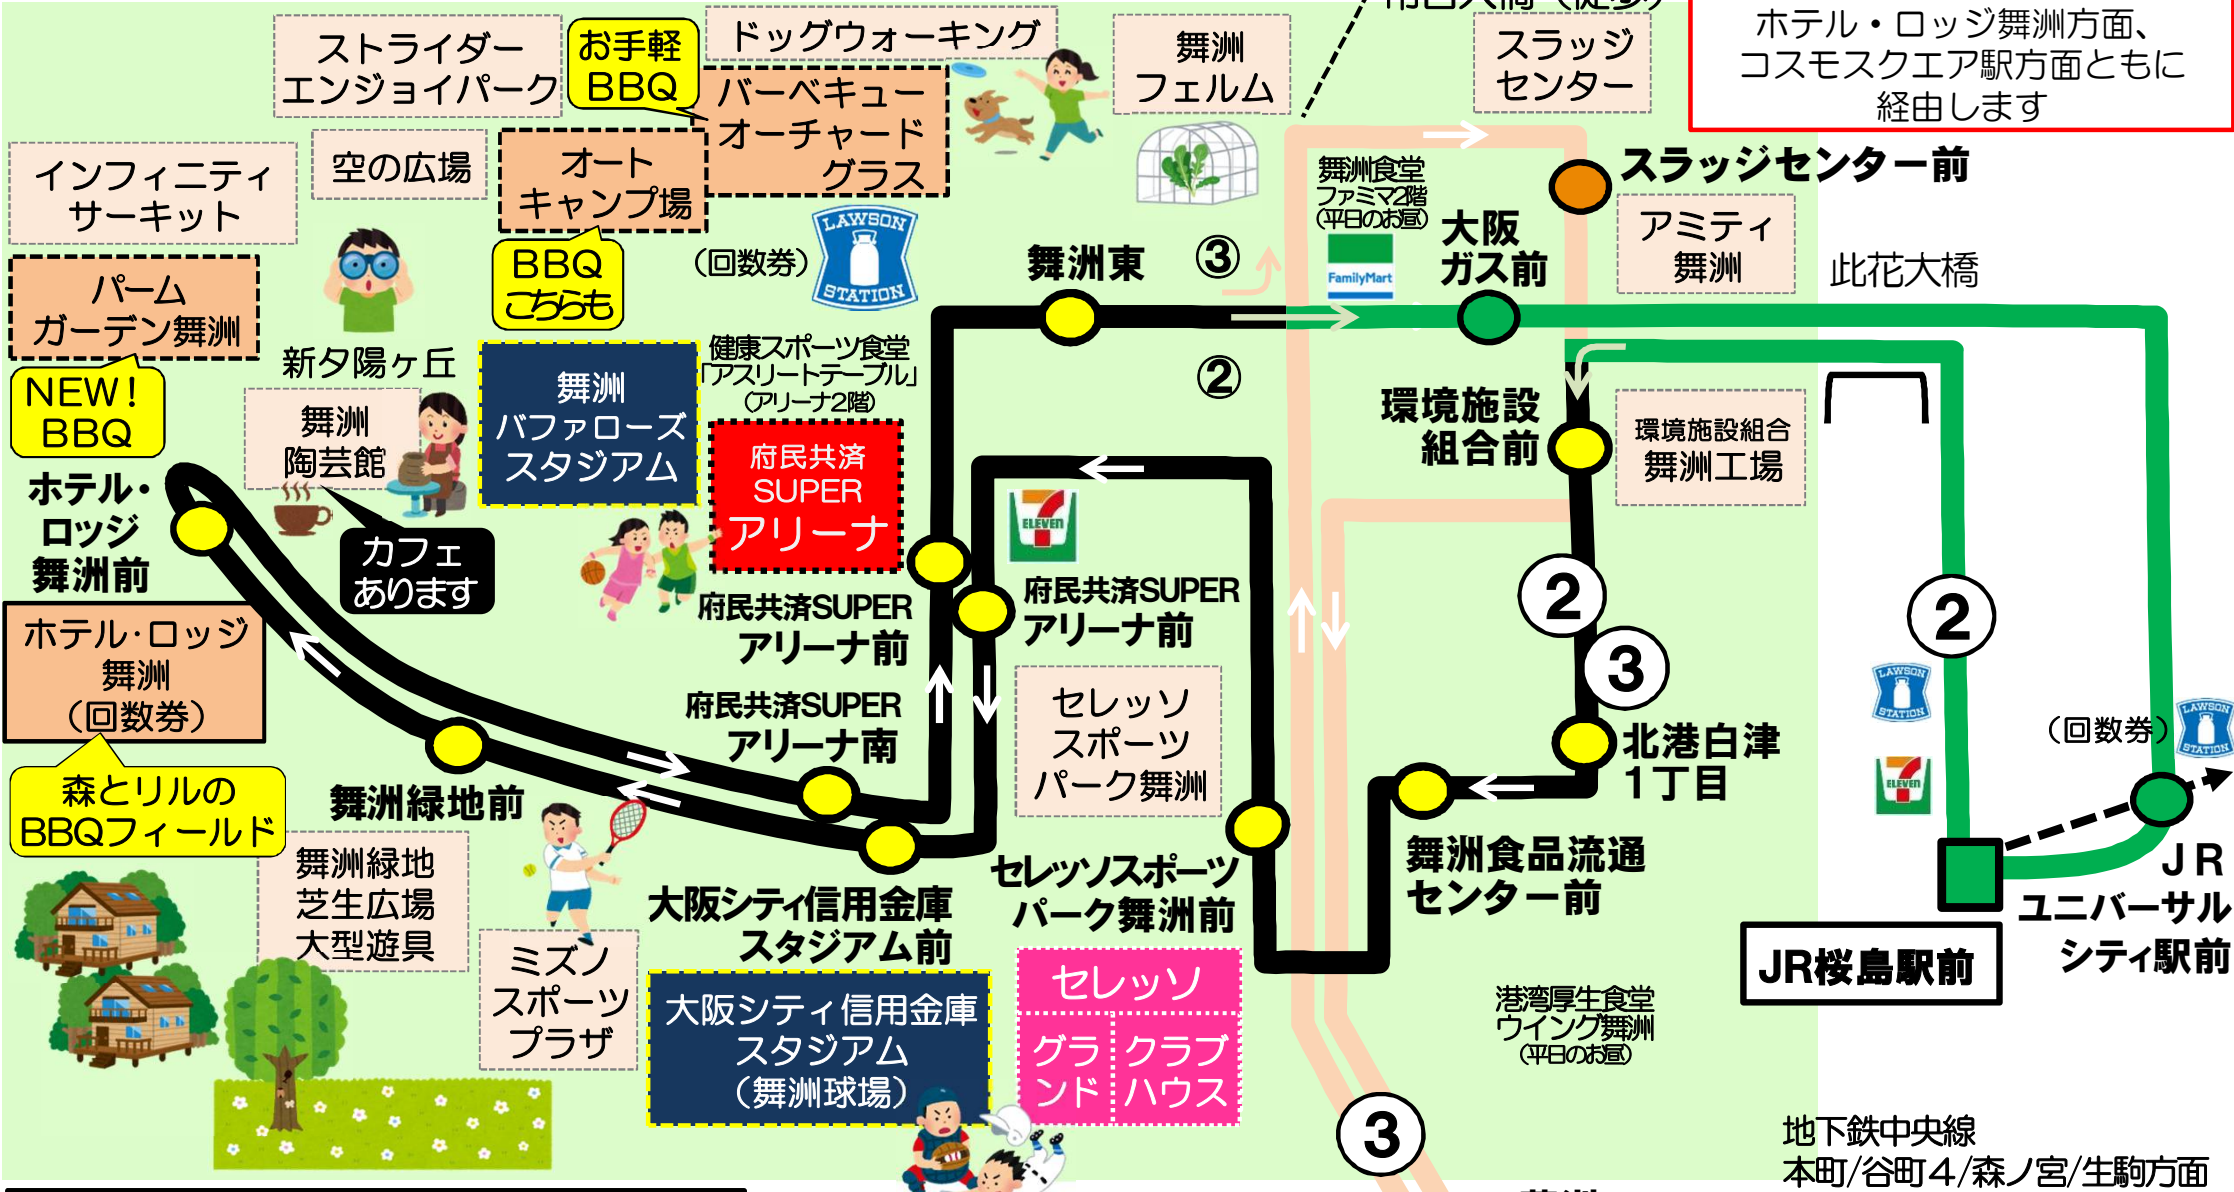 ストライダー
エンジョイパーク
お手軽
BBQ
ドッグウォーキング
バーベキュー
オーチャード
グラス
舞洲
フェルム
スラッジ
センター
ホテル・ロッジ舞洲方面、
コスモスクエア駅方面ともに
経由します
インフィニティ
サーキット
空の広場
オート
キャンプ場
BBQ
こちらも
(回数券)
LAWSON
STATION
舞洲東
③
舞洲食堂
ファミマ2階
(平日のお昼)
FamilyMart
大阪
ガス前
スラッジセンター前
アミティ
舞洲
此花大橋
パーム
ガーデン舞洲
NEW!
BBQ
新夕陽ヶ丘
舞洲
陶芸館
カフェ
あります
舞洲
バファローズ
スタジアム
健康スポーツ食堂
「アスリートテーブル」
(アリーナ2階)
府民共済
SUPER
アリーナ
②
環境施設
組合前
環境施設組合
舞洲工場
ホテル・
ロッジ
舞洲前
ELEVEN
府民共済SUPER
アリーナ前
府民共済SUPER
アリーナ前
②
③
②
ホテル・ロッジ
舞洲
(回数券)
森とリルの
BBQフィールド
府民共済SUPER
アリーナ南
セレッソ
スポーツ
パーク舞洲
北港白津
1丁目
LAWSON
STATION
ELEVEN
(回数券)
LAWSON
STATION
舞洲緑地前
舞洲緑地
芝生広場
大型遊具
ミズノ
スポーツ
プラザ
大阪シティ信用金庫
スタジアム前
大阪シティ信用金庫
スタジアム
(舞洲球場)
セレッソスポーツ
パーク舞洲前
セレッソ
グラ
ンド
クラブ
ハウス
舞洲食品流通
センター前
港湾厚生食堂
ウイング舞洲
(平日のお昼)
③
JR
ユニバーサル
シティ駅前
JR桜島駅前
地下鉄中央線
本町/谷町4/森ノ宮/生駒方面